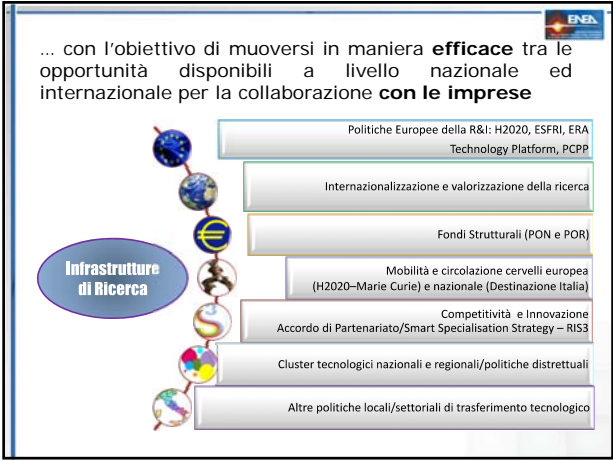 ENEA
... con l'obiettivo di muoversi in maniera efficace tra le
opportunità disponibili a livello nazionale ed
internazionale per la collaborazione con le imprese
Politiche Europee della R&I: H2020, ESFRI, ERA
Technology Platform, PCPP
Internazionalizzazione e valorizzazione della ricerca
Fondi Strutturali (PON e POR)
Infrastrutture
di Ricerca
Mobilità e circolazione cervelli europea
(H2020–Marie Curie) e nazionale (Destinazione Italia)
Competitività e Innovazione
Accordo di Partenariato/Smart Specialisation Strategy – RIS3
Cluster tecnologici nazionali e regionali/politiche distrettuali
Altre politiche locali/settoriali di trasferimento tecnologico